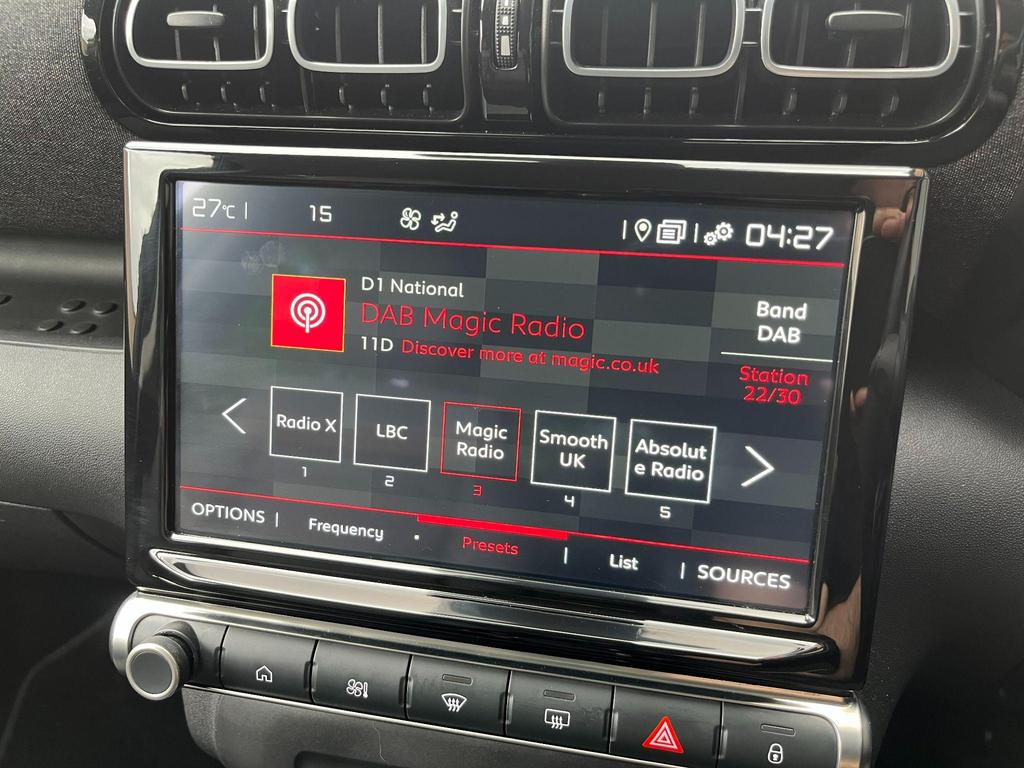 27°C
15
04:27
D1 National
DAB Magic Radio
11D Discover more at magic.co.uk
Band
DAB
Station
22/30
Radio X
LBC
Magic
Radio
Smooth
UK
Absolut
e Radio
1
2
3
4
5
OPTIONS
Frequency
Presets
List
SOURCES